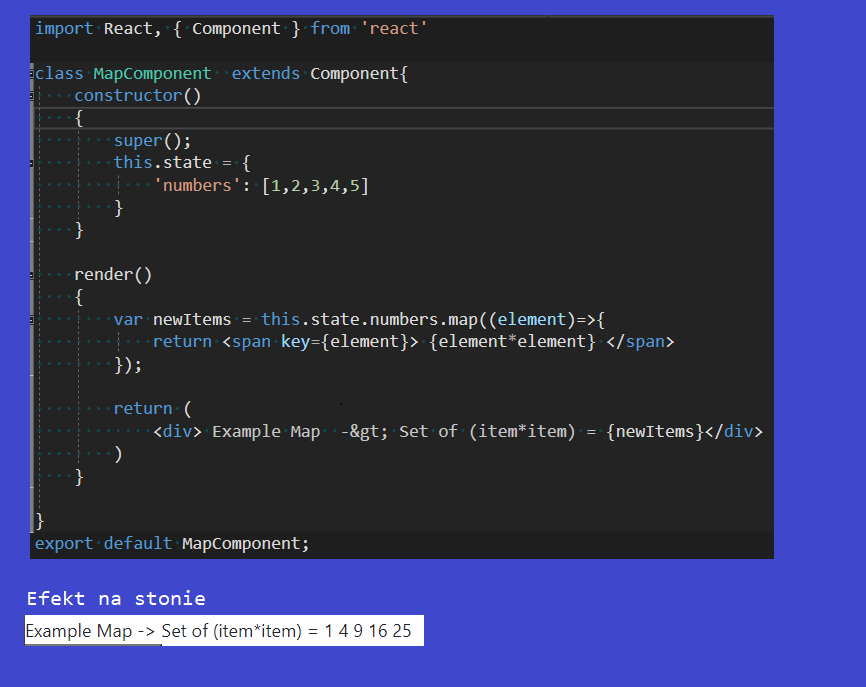 import React, { Component } from 'react'
class MapComponent  extends Component{
    constructor()
    {
        super();
        this.state = {
            'numbers': [1,2,3,4,5]
        }
    }
    render()
    {
        var newItems = this.state.numbers.map((element)=>{
            return <span key={element}> {element*element} </span>
        });
        return (
            <div> Example Map  -&gt; Set of (item*item) = {newItems}</div>
        )
    }
}
export default MapComponent;
Efekt na stonie
Example Map -> Set of (item*item) = 1 4 9 16 25